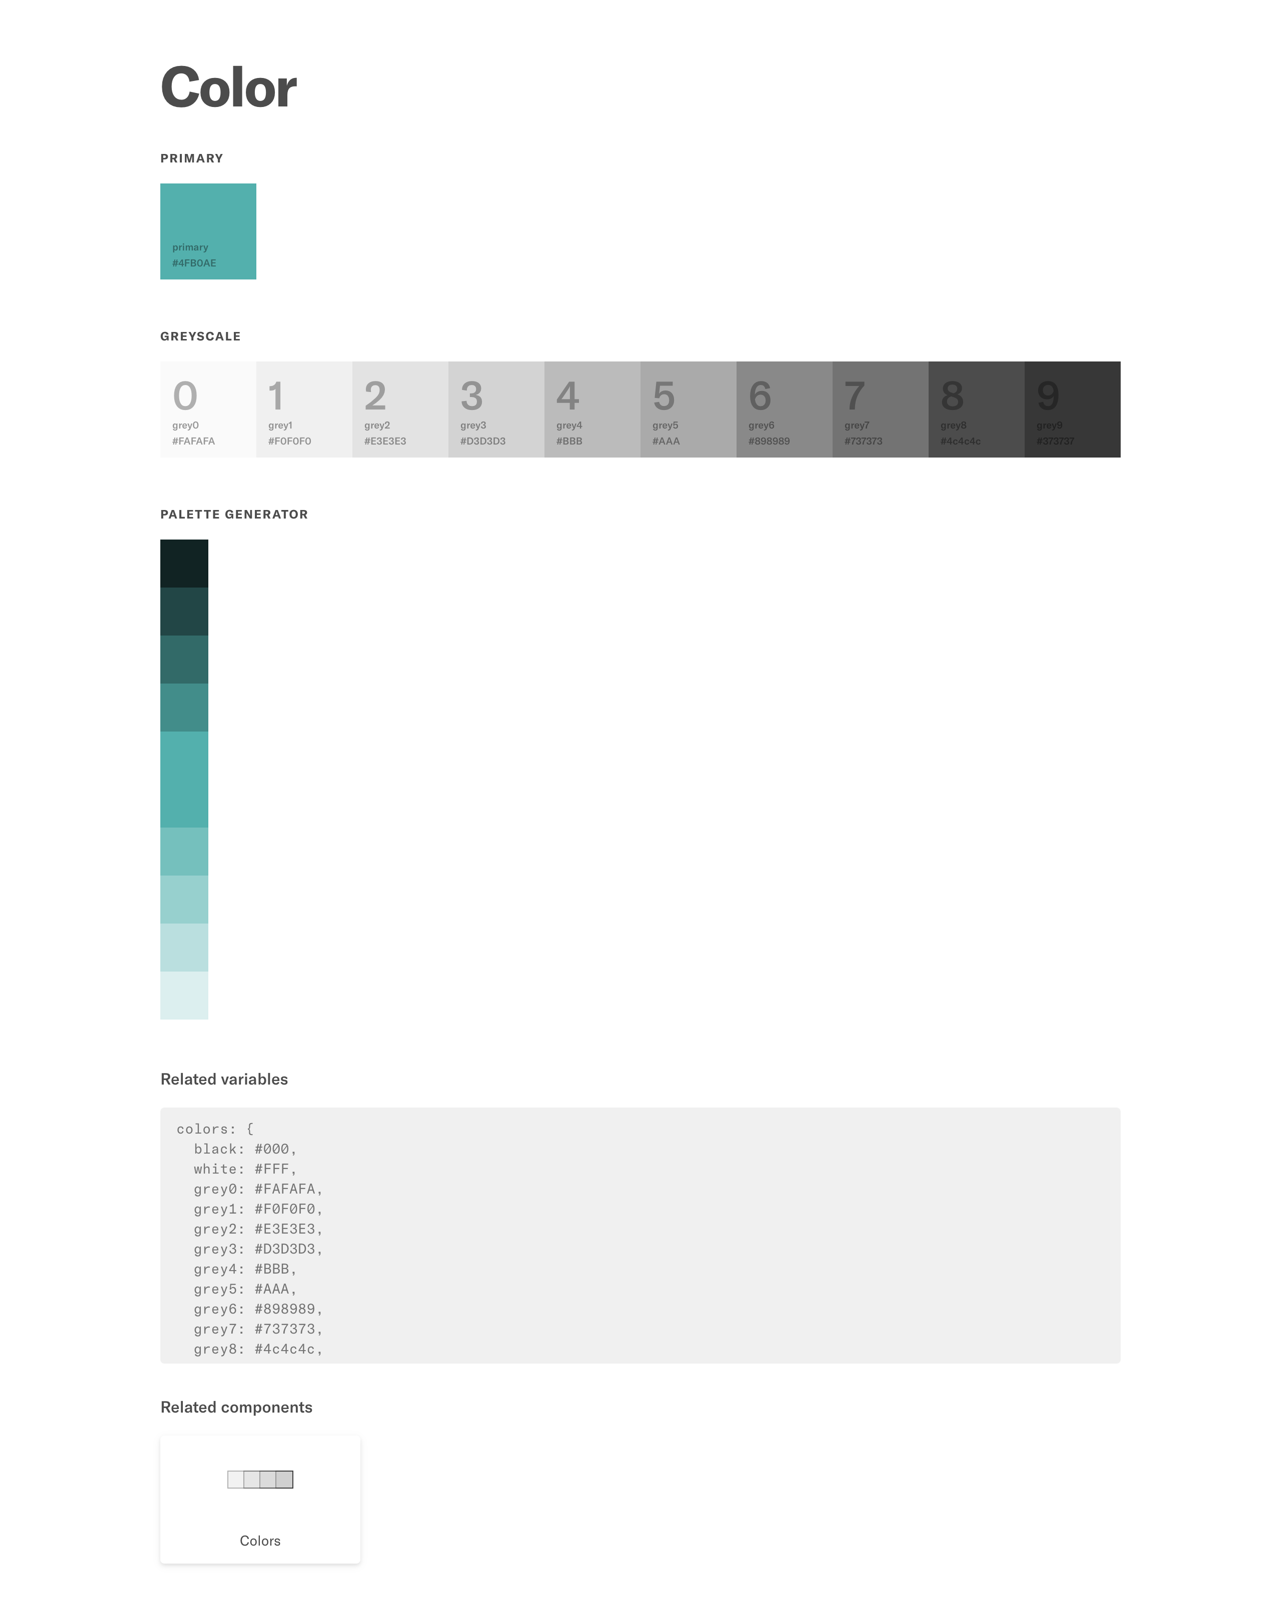 Color
PRIMARY
primary
#4FB0AE
GREYSCALE
0 1 2 3 4 5 6 7 8 9
grey0 grey1 grey2 grey3 grey4 grey5 grey6 grey7 grey8 grey9
#FAFAFA #F0F0F0 #E3E3E3 #D3D3D3 #BBB #AAA #898989 #737373 #4c4c4c #373737
PALETTE GENERATOR
Related variables
colors: {
black: #000,
white: #FFF,
grey0: #FAFAFA,
grey1: #F0F0F0,
grey2: #E3E3E3,
grey3: #D3D3D3,
grey4: #BBB,
grey5: #AAA,
grey6: #898989,
grey7: #737373,
grey8: #4c4c4c,
Related components
Colors